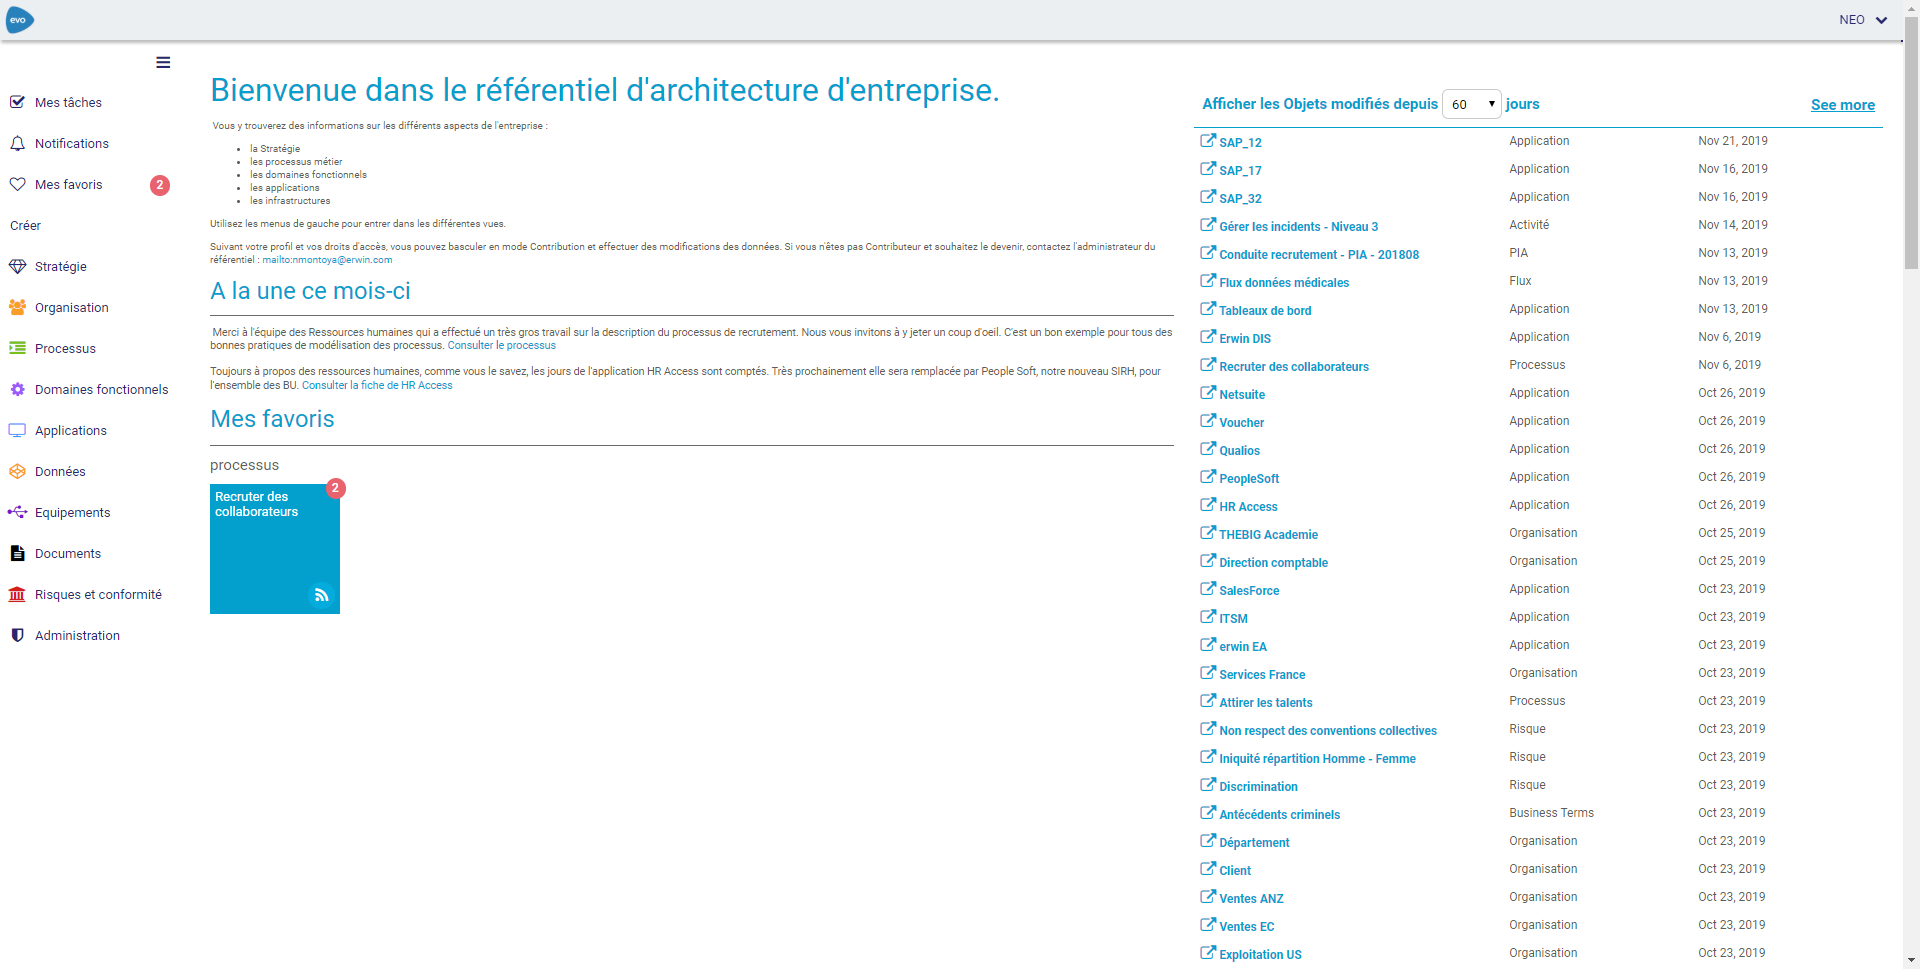 evo
NEO
Mes tâches
Notifications
Mes favoris 2
Créer
Stratégie
Organisation
Processus
Domaines fonctionnels
Applications
Données
Equipements
Documents
Risques et conformité
Administration
Bienvenue dans le référentiel d'architecture d'entreprise.
Vous y trouverez des informations sur les différents aspects de l'entreprise :
• la Stratégie
• les processus métier
• les domaines fonctionnels
• les applications
• les infrastructures
Utilisez les menus de gauche pour entrer dans les différentes vues.
Suivant votre profil et vos droits d'accès, vous pouvez basculer en mode Contribution et effectuer des modifications des données. Si vous n'êtes pas Contributeur et souhaitez le devenir, contactez l'administrateur du
référentiel : mailto:nmontoya@erwin.com
A la une ce mois-ci
Merci à l'équipe des Ressources humaines qui a effectué un très gros travail sur la description du processus de recrutement. Nous vous invitons à y jeter un coup d'oeil. C'est un bon exemple pour tous des
bonnes pratiques de modélisation des processus. Consulter le processus
Toujours à propos des ressources humaines, comme vous le savez, les jours de l'application HR Access sont comptés. Très prochainement elle sera remplacée par People Soft, notre nouveau SIRH, pour
l'ensemble des BU. Consulter la fiche de HR Access
Mes favoris
processus
2
Recruter des
collaborateurs
Afficher les Objets modifiés depuis 60 jours See more
SAP_12 Application Nov 21, 2019
SAP_17 Application Nov 16, 2019
SAP_32 Application Nov 16, 2019
Gérer les incidents - Niveau 3 Activité Nov 14, 2019
Conduite recrutement - PIA - 201808 PIA Nov 13, 2019
Flux données médicales Flux Nov 13, 2019
Tableaux de bord Application Nov 13, 2019
Erwin DIS Application Nov 6, 2019
Recruter des collaborateurs Processus Nov 6, 2019
Netsuite Application Oct 26, 2019
Voucher Application Oct 26, 2019
Qualios Application Oct 26, 2019
PeopleSoft Application Oct 26, 2019
HR Access Application Oct 26, 2019
THEBIG Academie Organisation Oct 25, 2019
Direction comptable Organisation Oct 25, 2019
SalesForce Application Oct 23, 2019
ITSM Application Oct 23, 2019
erwin EA Application Oct 23, 2019
Services France Organisation Oct 23, 2019
Attirer les talents Processus Oct 23, 2019
Non respect des conventions collectives Risque Oct 23, 2019
Iniquité répartition Homme - Femme Risque Oct 23, 2019
Discrimination Risque Oct 23, 2019
Antécédents criminels Business Terms Oct 23, 2019
Département Organisation Oct 23, 2019
Client Organisation Oct 23, 2019
Ventes ANZ Organisation Oct 23, 2019
Ventes EC Organisation Oct 23, 2019
Exploitation US Organisation Oct 23, 2019